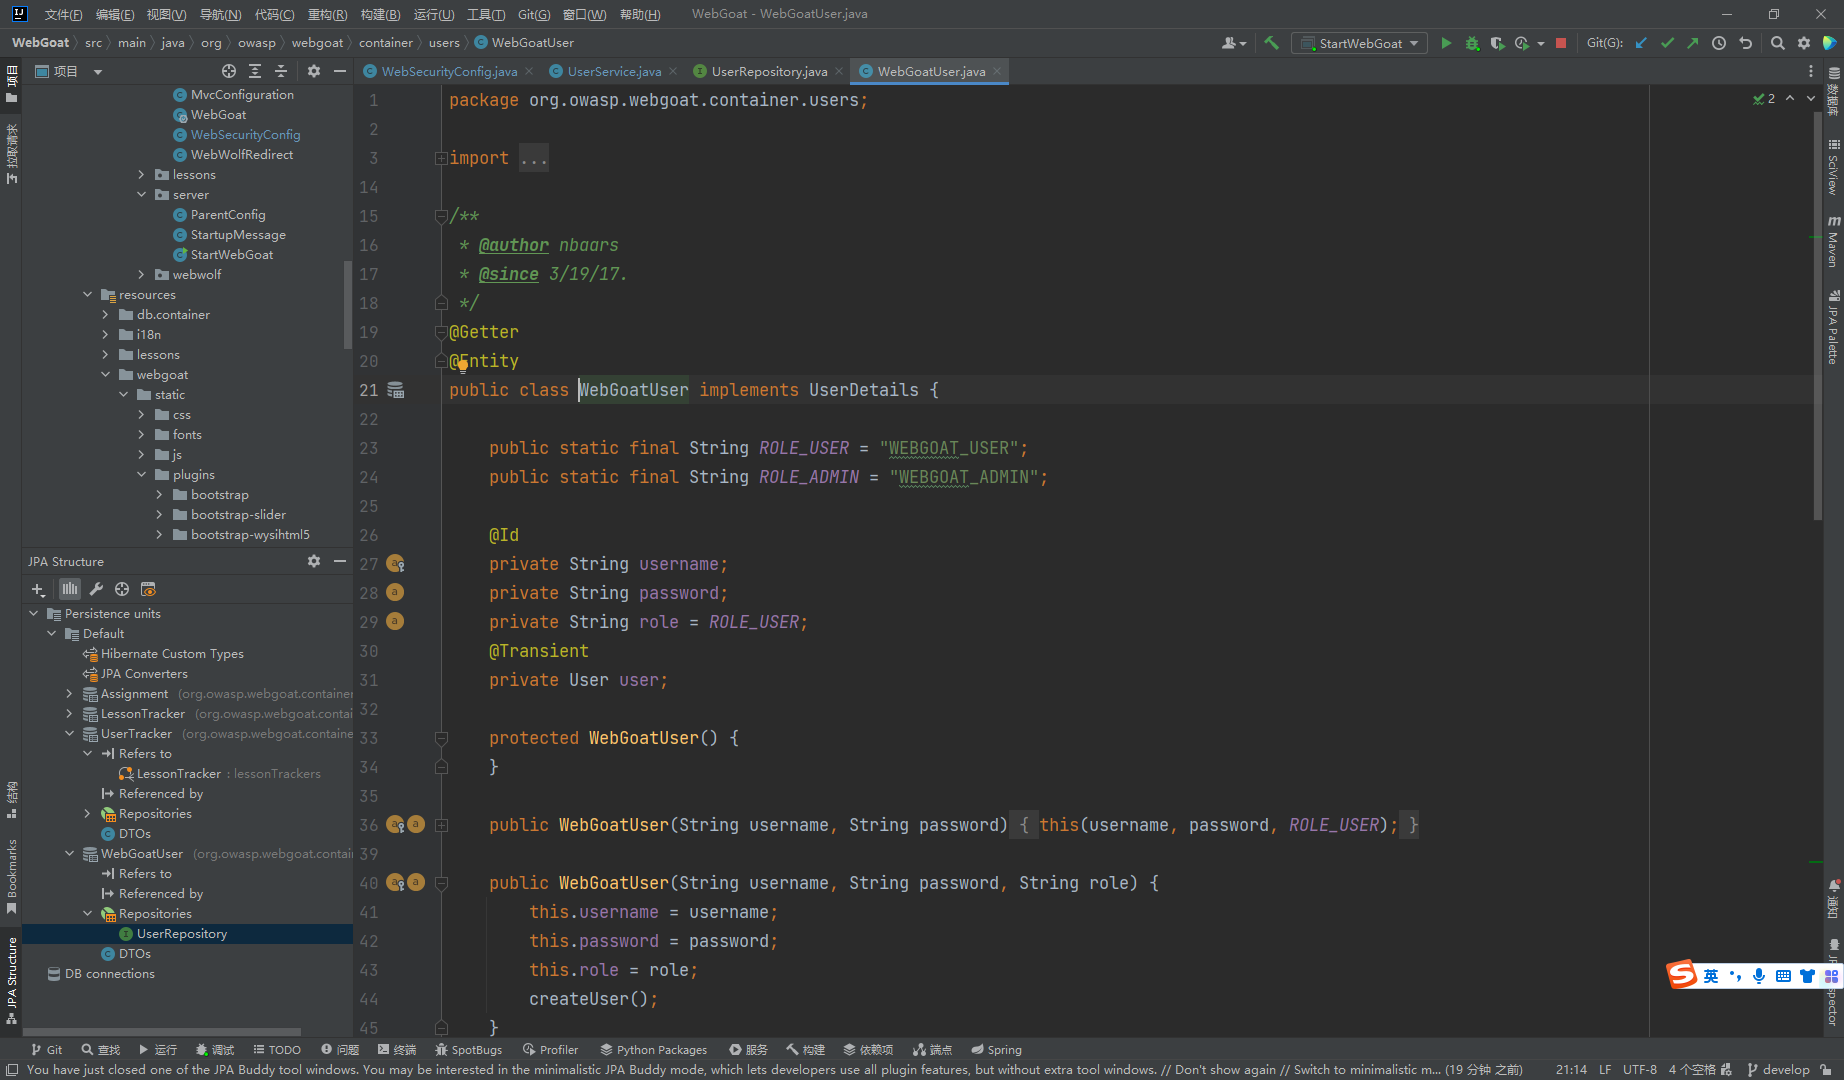 文件(F) 编辑(E) 视图(V) 导航(N) 代码(C) 重构(R) 构建(B) 运行(U) 工具(T) Git(G) 窗口(W) 帮助(H) WebGoat - WebGoatUser.java
WebGoat src main java org owasp webgoat container users WebGoatUser StartWebGoat Git(G):
项目
WebSecurityConfig.java UserService.java UserRepository.java WebGoatUser.java
项目
拉取请求
结构
Bookmarks
JPA Structure
MvcConfiguration
WebGoat
WebSecurityConfig
WebWolfRedirect
lessons
server
ParentConfig
StartupMessage
StartWebGoat
webwolf
resources
db.container
i18n
lessons
webgoat
static
css
fonts
js
plugins
bootstrap
bootstrap-slider
bootstrap-wysihtml5
JPA Structure
Persistence units
Default
Hibernate Custom Types
JPA Converters
Assignment (org.owasp.webgoat.container
LessonTracker (org.owasp.webgoat.contai
UserTracker (org.owasp.webgoat.containe
Refers to
LessonTracker : lessonTrackers
Referenced by
Repositories
DTOs
WebGoatUser (org.owasp.webgoat.contai
Refers to
Referenced by
Repositories
UserRepository
DTOs
DB connections
1 package org.owasp.webgoat.container.users;
2
3 import ...
14
15 /**
16 * @author nbaars
17 * @since 3/19/17.
18 */
19 @Getter
20 @Entity
21 public class WebGoatUser implements UserDetails {
22
23 public static final String ROLE_USER = "WEBGOAT_USER";
24 public static final String ROLE_ADMIN = "WEBGOAT_ADMIN";
25
26 @Id
27 private String username;
28 private String password;
29 private String role = ROLE_USER;
30 @Transient
31 private User user;
32
33 protected WebGoatUser() {
34 }
35
36 public WebGoatUser(String username, String password) { this(username, password, ROLE_USER); }
39
40 public WebGoatUser(String username, String password, String role) {
41 this.username = username;
42 this.password = password;
43 this.role = role;
44 createUser();
45 }
2
数据库
SciView
Maven
JPA Palette
通知
英
Git 查找 运行 调试 TODO 问题 终端 SpotBugs Profiler Python Packages 服务 构建 依赖项 端点 Spring
You have just closed one of the JPA Buddy tool windows. You may be interested in the minimalistic JPA Buddy mode, which lets developers use all plugin features, but without extra tool windows. // Don't show again // Switch to minimalistic m... (19 分钟 之前) 21:14 LF UTF-8 4 个空格 develop